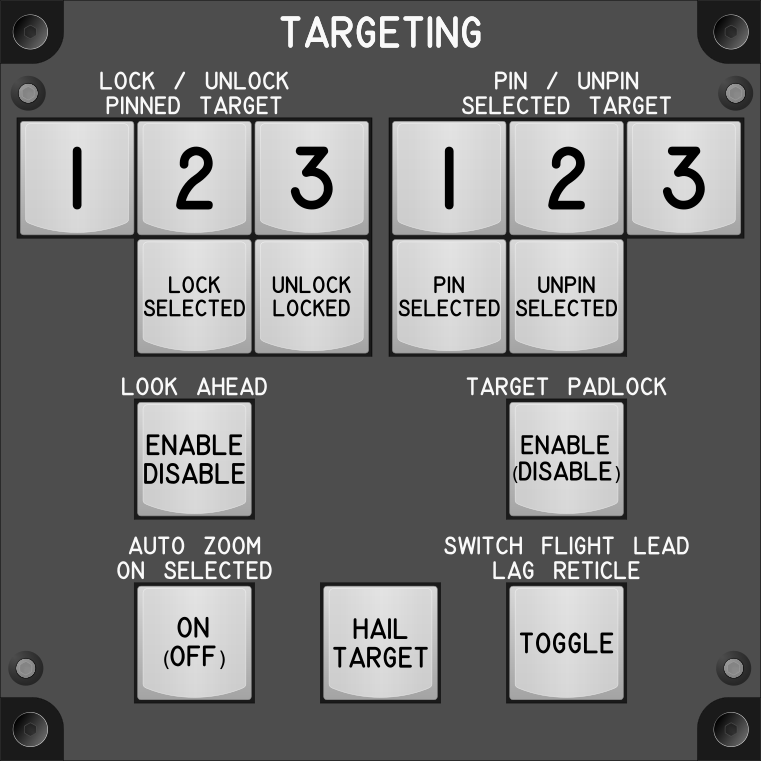 TARGETING
LOCK / UNLOCK
PINNED TARGET
1 2 3
LOCK
SELECTED
UNLOCK
LOCKED
PIN / UNPIN
SELECTED TARGET
1 2 3
PIN
SELECTED
UNPIN
SELECTED
LOOK AHEAD
ENABLE
DISABLE
TARGET PADLOCK
ENABLE
(DISABLE)
AUTO ZOOM
ON SELECTED
ON
(OFF)
HAIL
TARGET
SWITCH FLIGHT LEAD
LAG RETICLE
TOGGLE